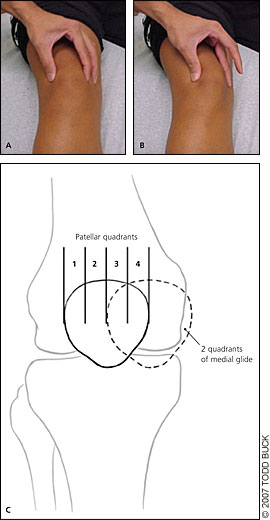 A
B
Patellar quadrants
1 2 3 4
2 quadrants
of medial glide
C
© 2007 TODD BUCK